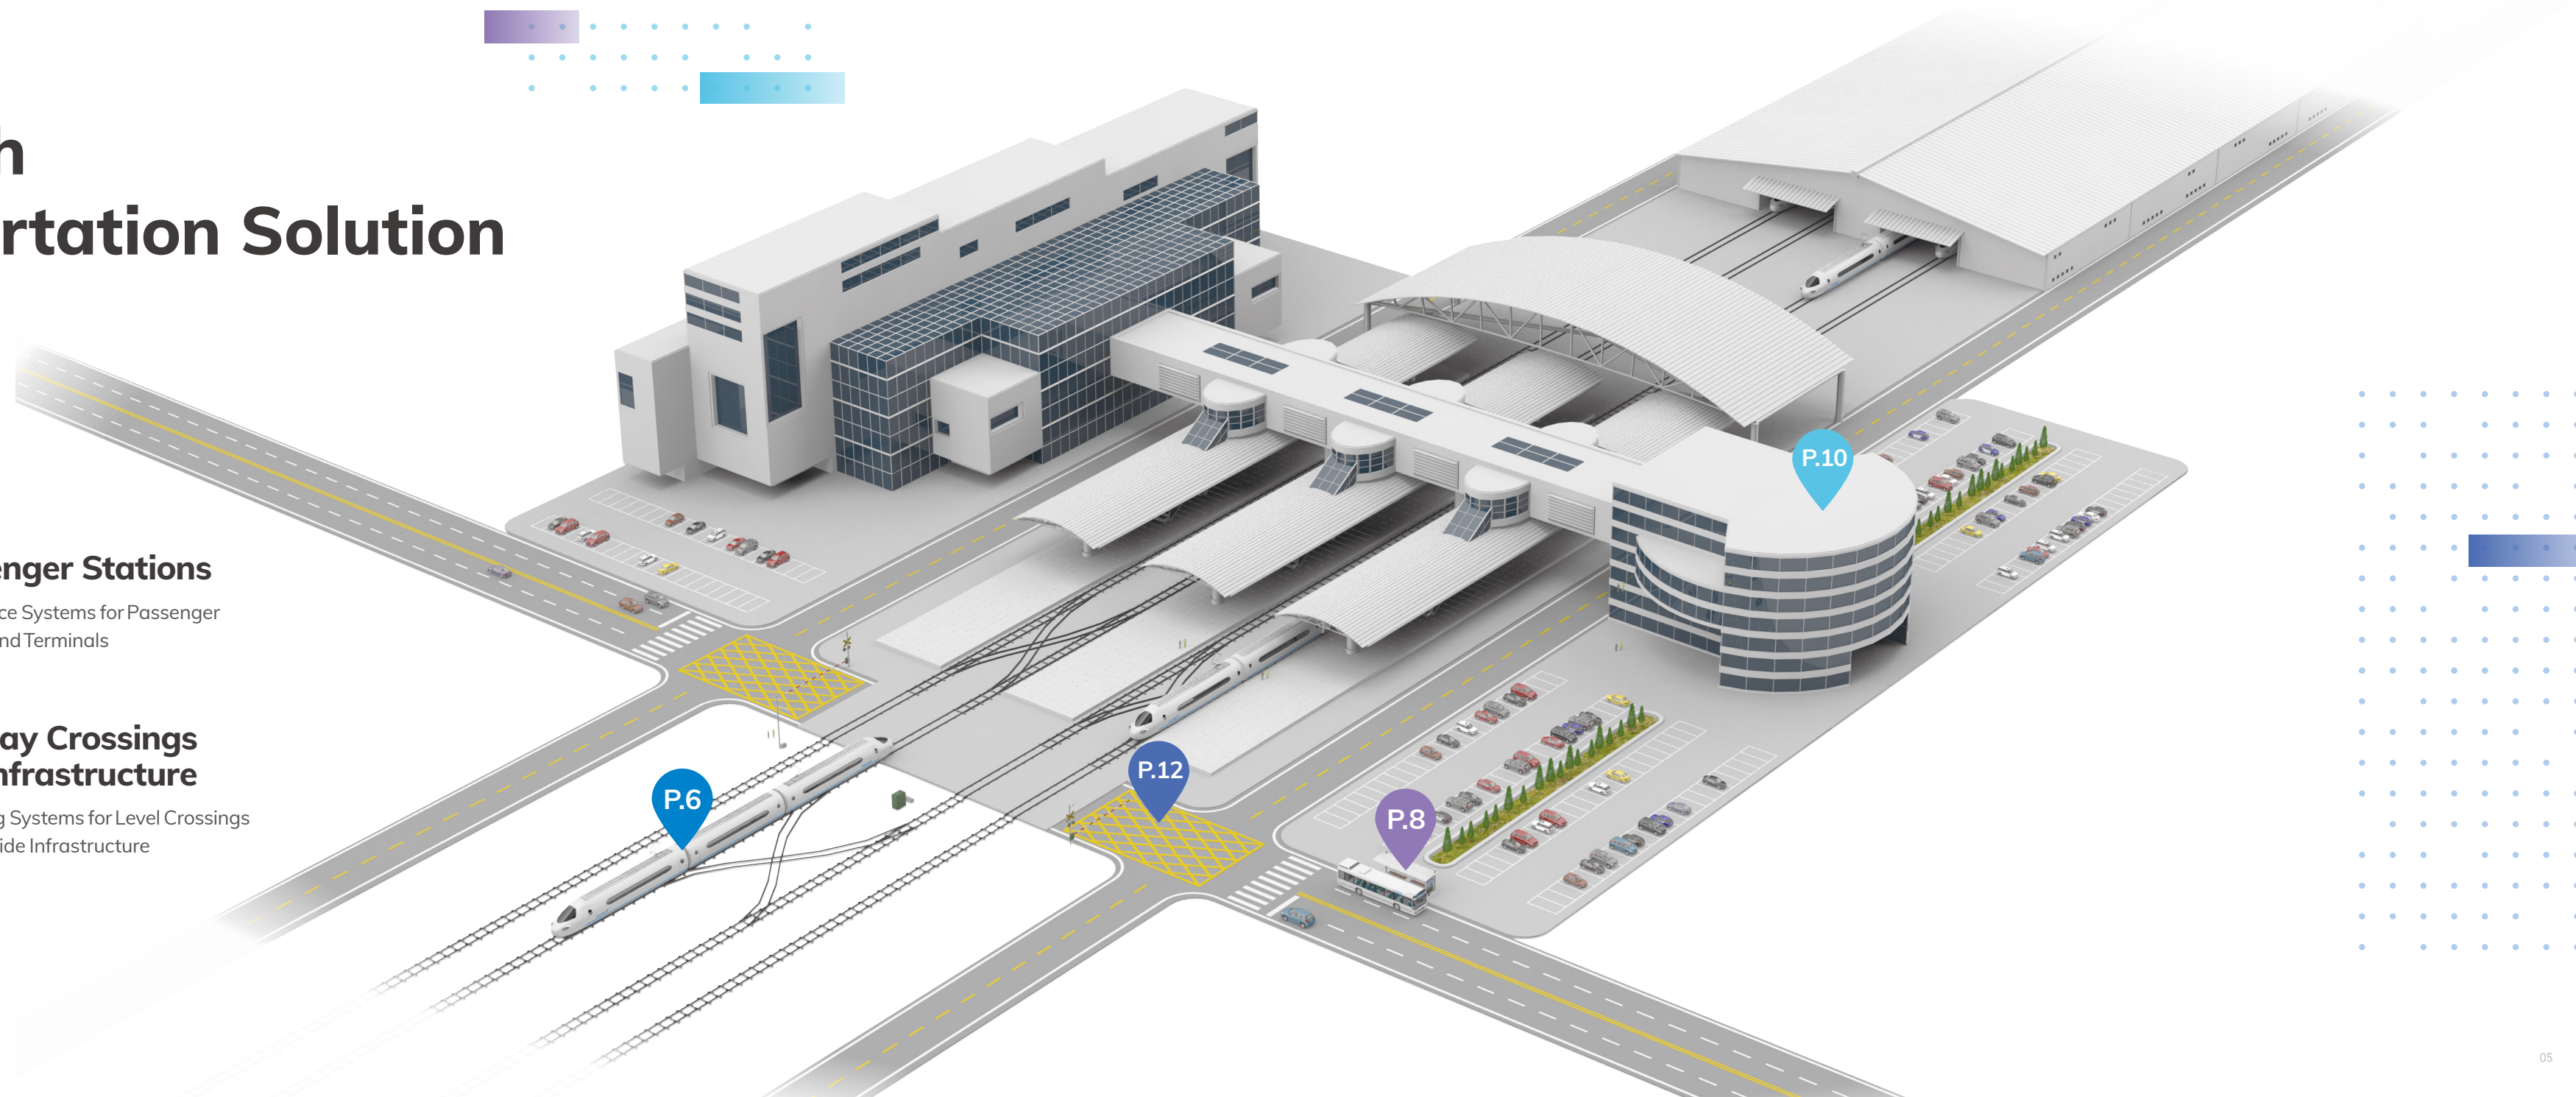 h
rtation Solution
enger Stations
ce Systems for Passenger
nd Terminals
ay Crossings
nfrastructure
g Systems for Level Crossings
ide Infrastructure
P.10
P.12
P.6
P.8
05